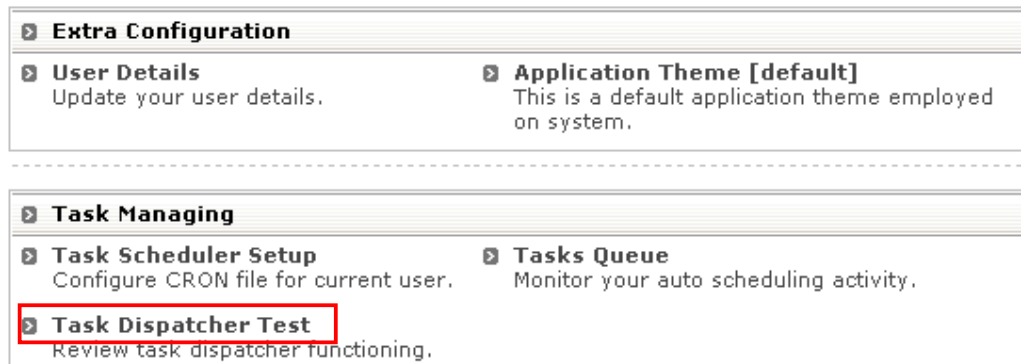 Extra Configuration
User Details
Update your user details.
Application Theme [default]
This is a default application theme employed
on system.
Task Managing
Task Scheduler Setup
Configure CRON file for current user.
Tasks Queue
Monitor your auto scheduling activity.
Task Dispatcher Test
Review task dispatcher functioning.